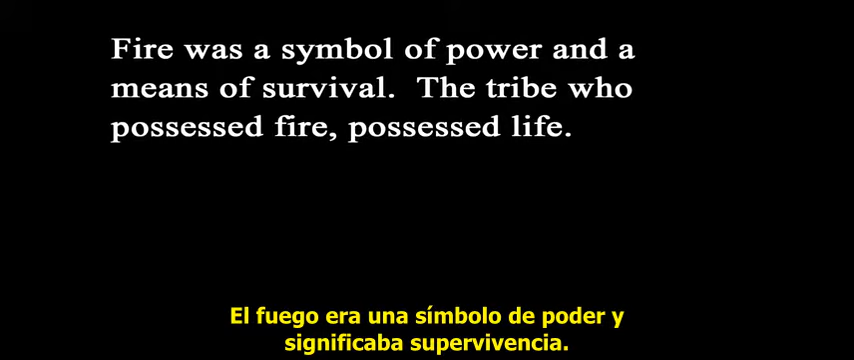 Fire was a symbol of power and a
means of survival.  The tribe who
possessed fire, possessed life.
El fuego era una símbolo de poder y
significaba supervivencia.